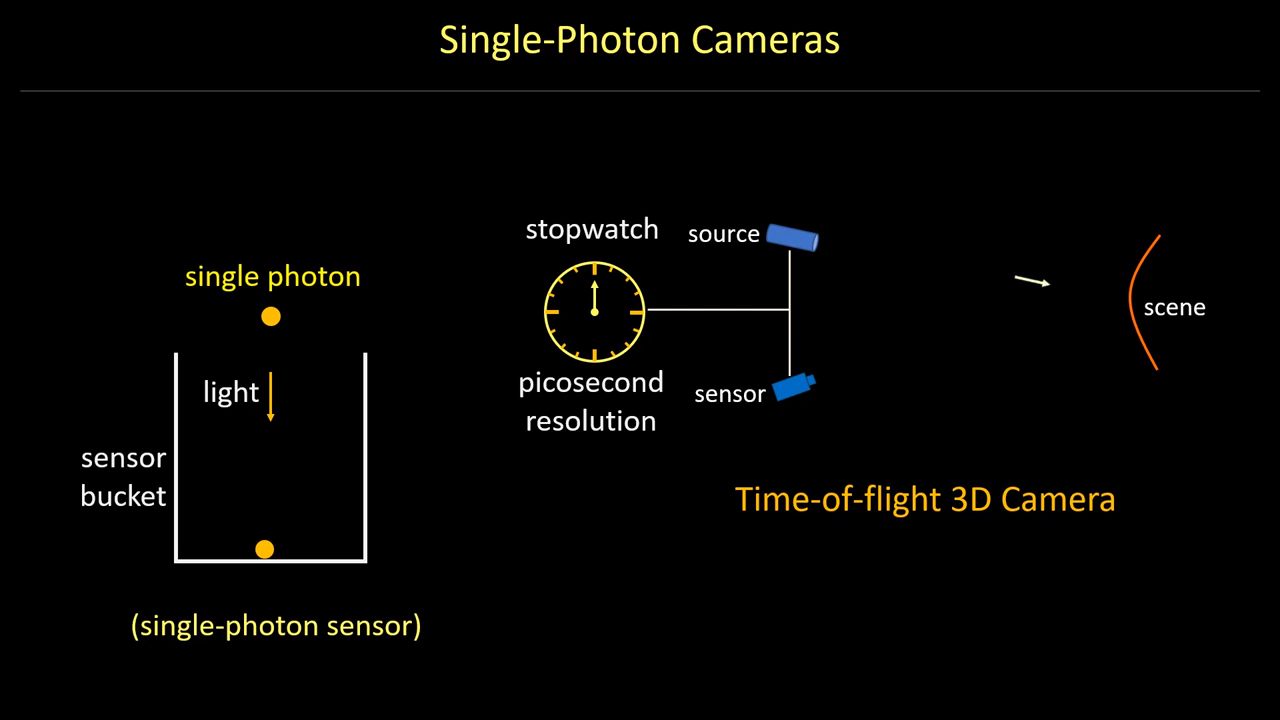 Single-Photon Cameras
single photon
light
sensor
bucket
(single-photon sensor)
stopwatch
picosecond
resolution
source
sensor
scene
Time-of-flight 3D Camera